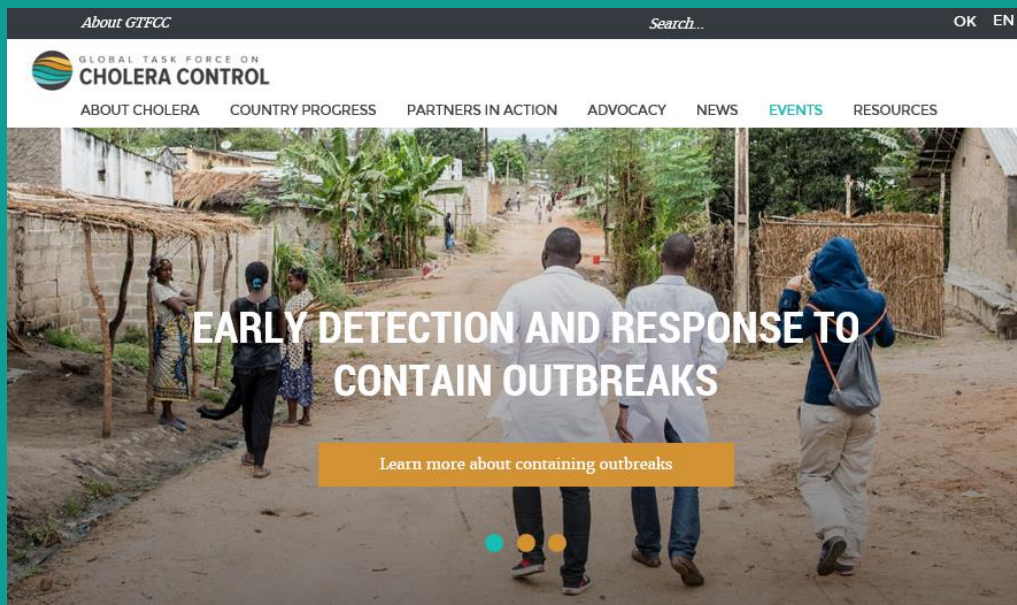 About GTFCC
Search...
OK EN
GLOBAL TASK FORCE ON
CHOLERA CONTROL
ABOUT CHOLERA COUNTRY PROGRESS PARTNERS IN ACTION ADVOCACY NEWS EVENTS RESOURCES
EARLY DETECTION AND RESPONSE TO
CONTAIN OUTBREAKS
Learn more about containing outbreaks